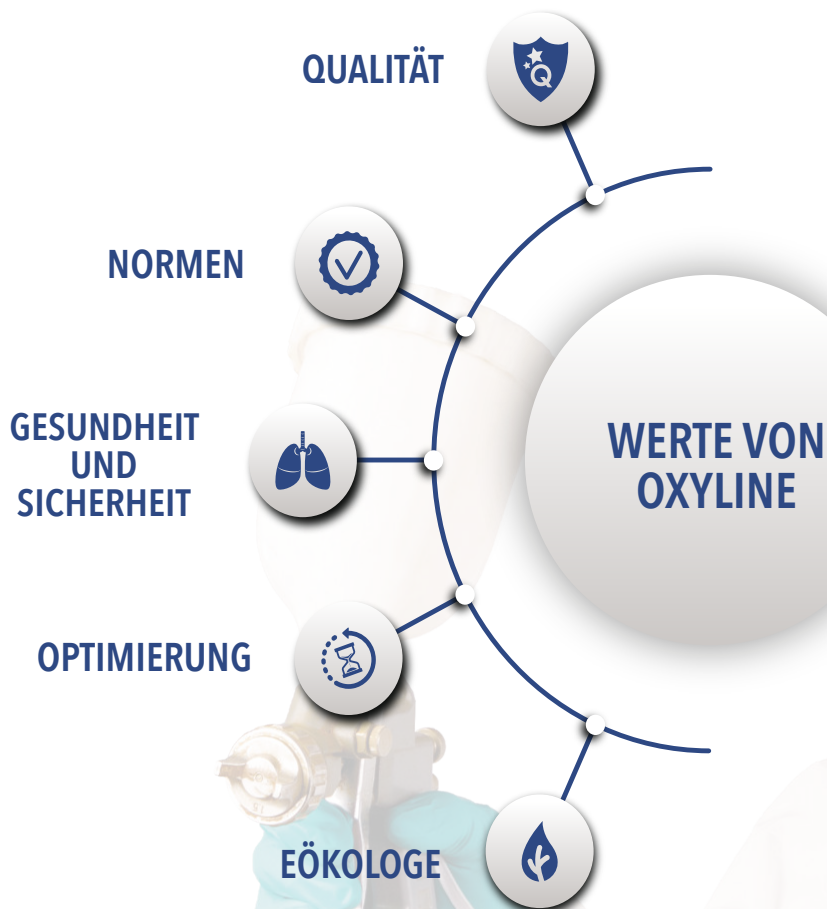 QUALITÄT
NORMEN
GESUNDHEIT
UND
SICHERHEIT
WERTE VON
OXYLINE
OPTIMIERUNG
EÖKOLOGE
Q